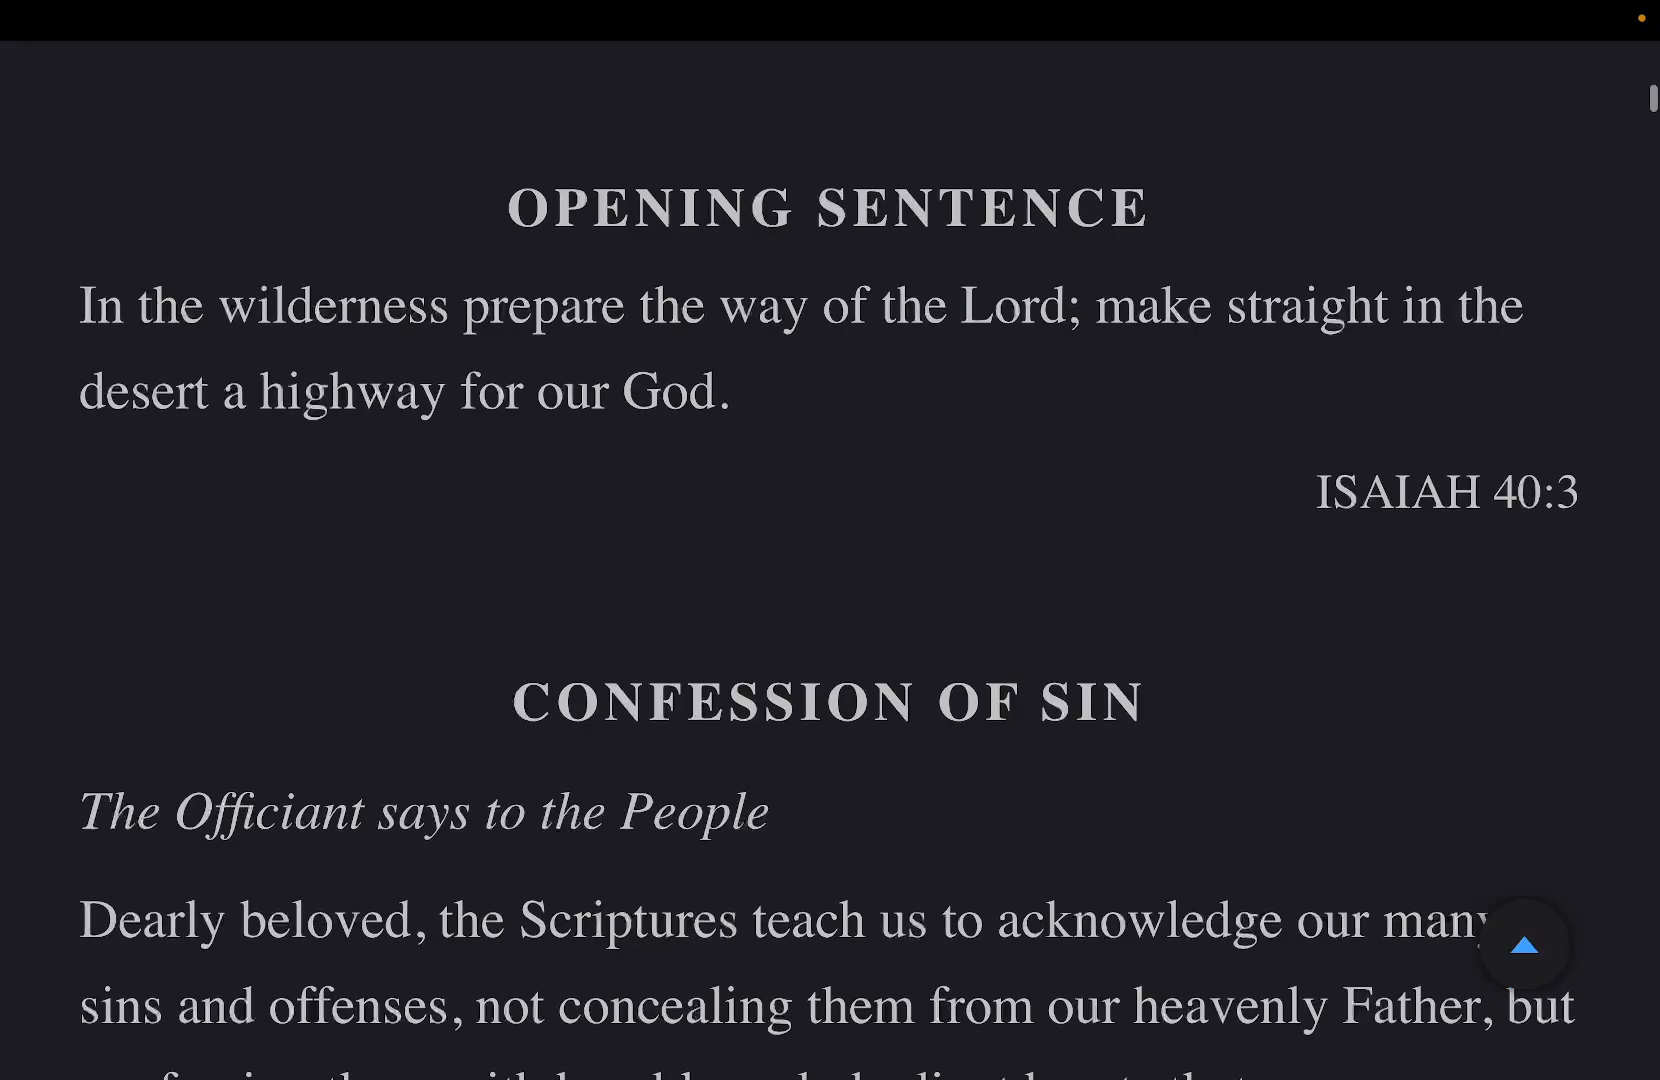 OPENING SENTENCE
In the wilderness prepare the way of the Lord; make straight in the
desert a highway for our God.
ISAIAH 40:3
CONFESSION OF SIN
The Officiant says to the People
Dearly beloved, the Scriptures teach us to acknowledge our many
sins and offenses, not concealing them from our heavenly Father, but